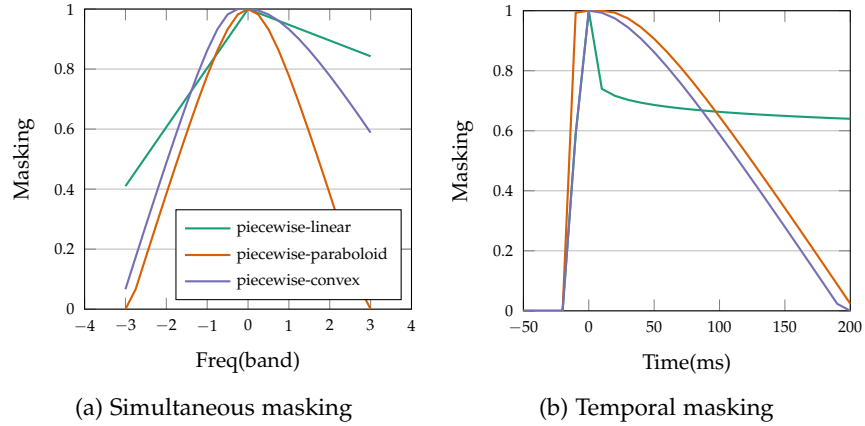 1
0.8
0.6
0.4
0.2
0
Masking
−4 −3 −2 −1 0 1 2 3 4
Freq(band)
piecewise-linear
piecewise-paraboloid
piecewise-convex
(a) Simultaneous masking
1
0.8
0.6
0.4
0.2
0
Masking
−50 0 50 100 150 200
Time(ms)
(b) Temporal masking